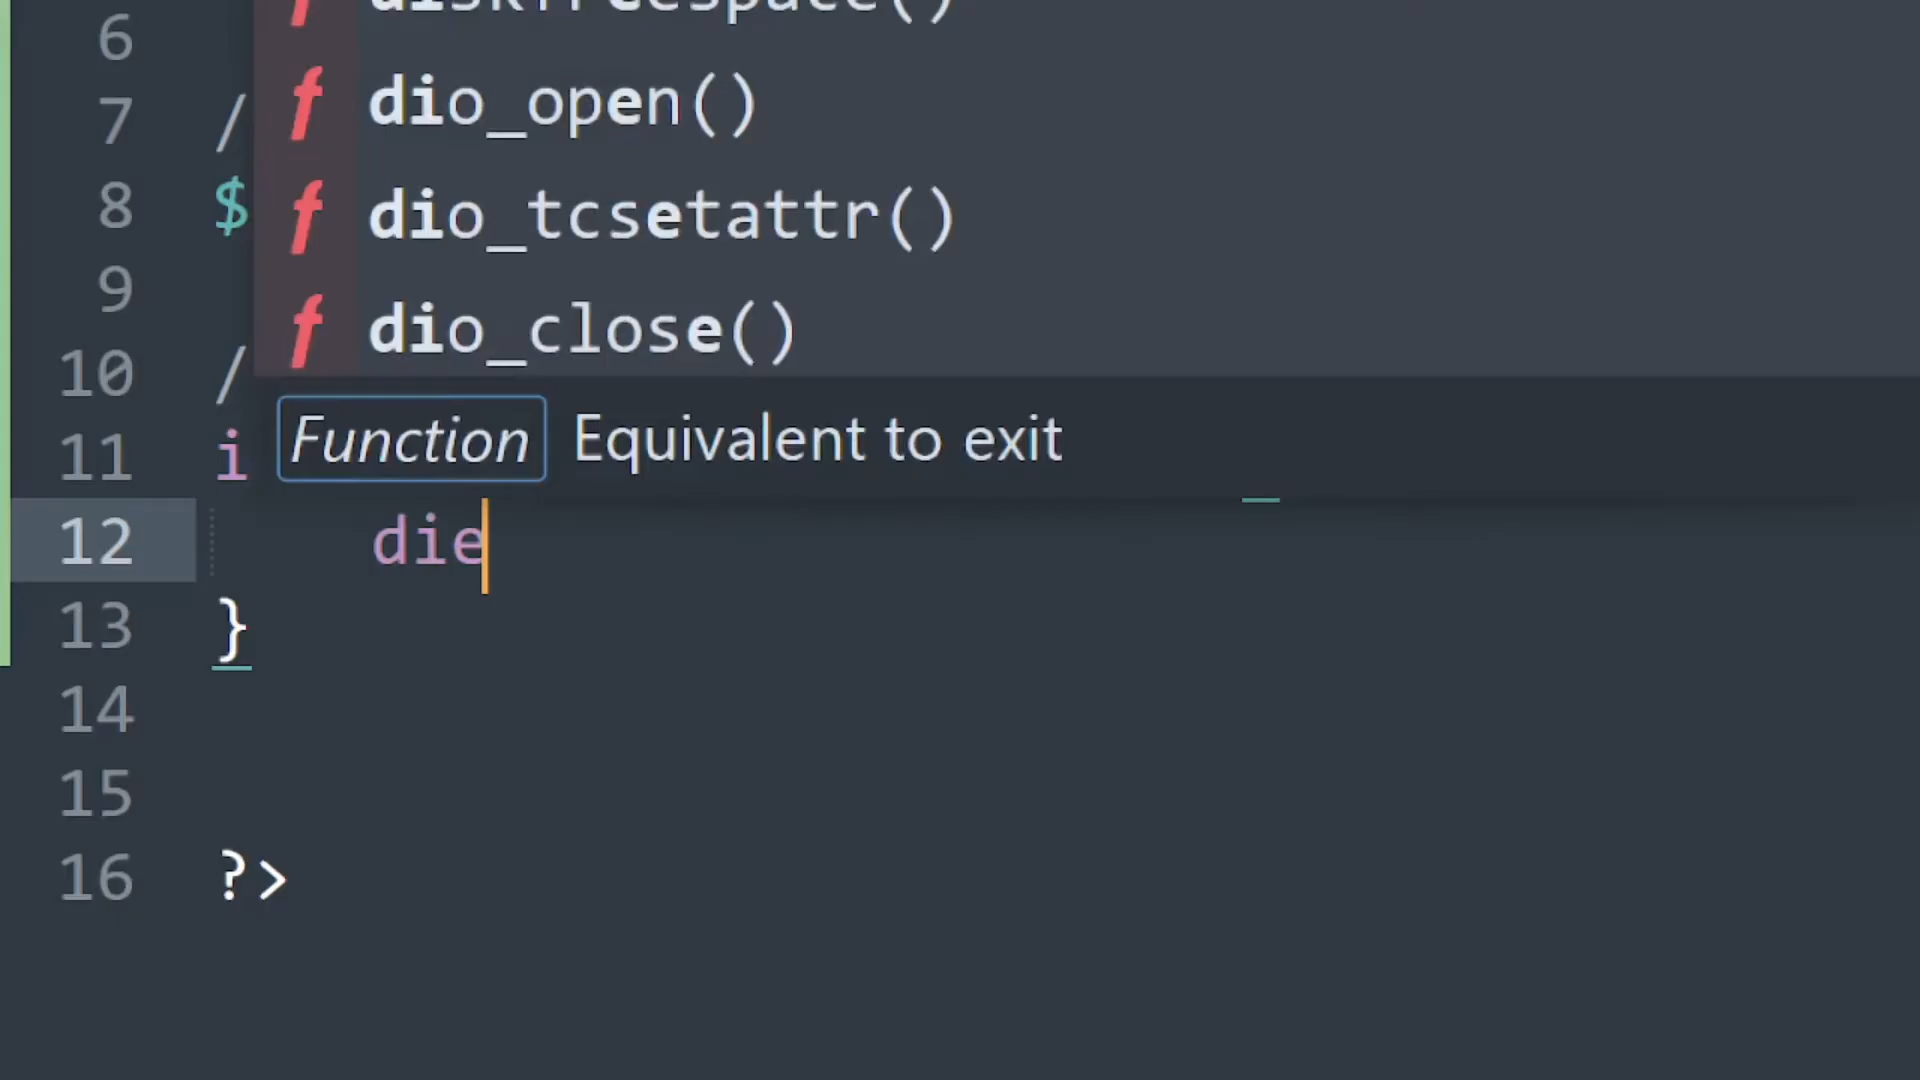 6
diskfreespace()
7 /
dio_open()
8 $
dio_tcsetattr()
9
dio_close()
10 /
11 i
Function Equivalent to exit
12 die
13 }
14
15
16 ?>